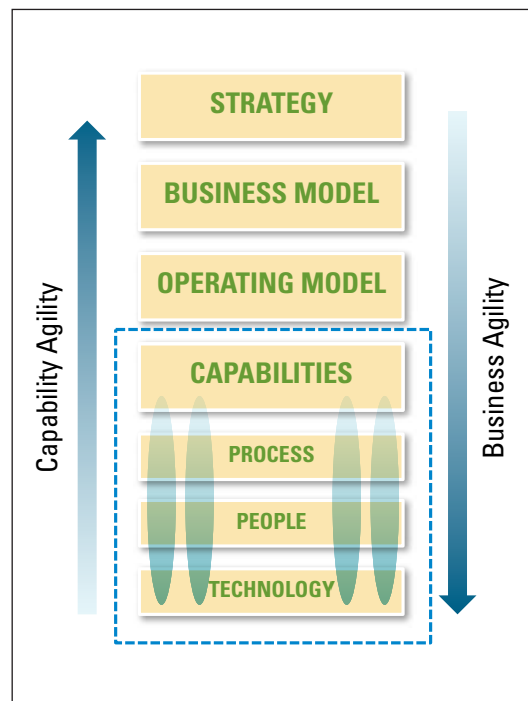 STRATEGY
BUSINESS MODEL
OPERATING MODEL
CAPABILITIES
PROCESS
PEOPLE
TECHNOLOGY
Capability Agility
Business Agility